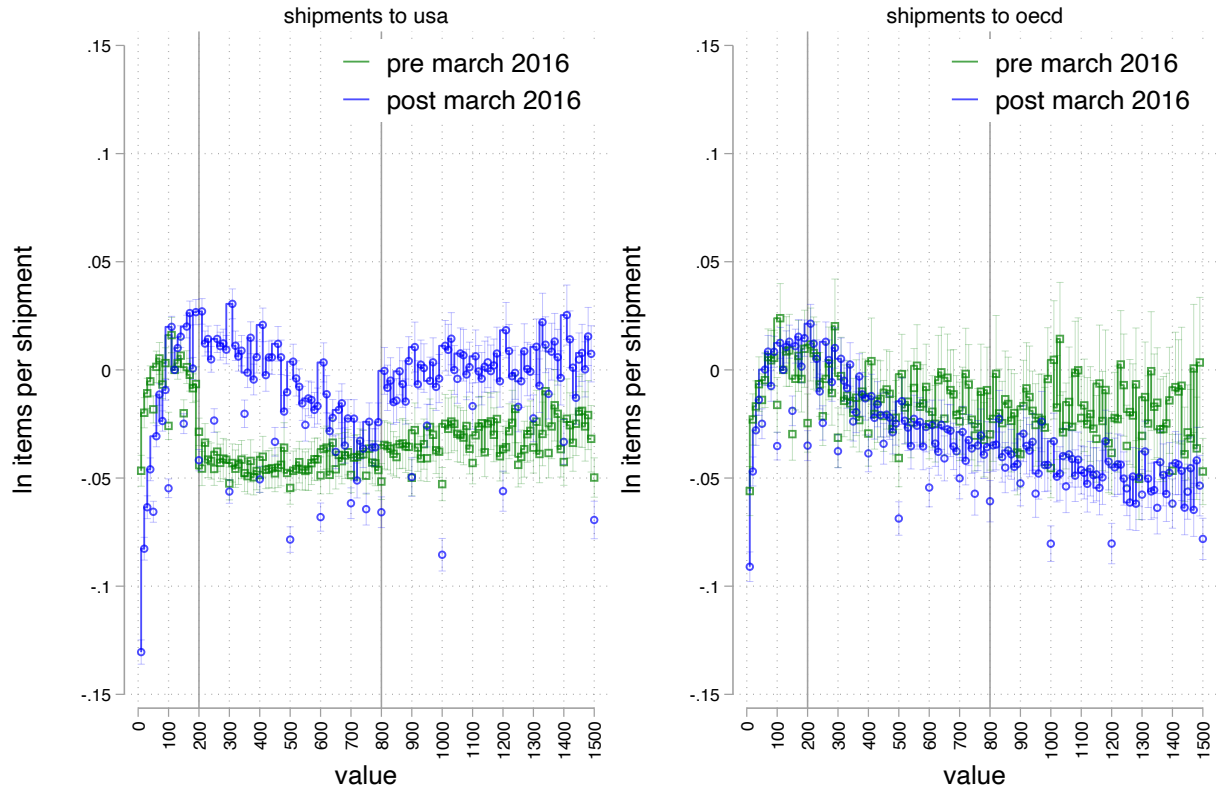 shipments to usa
pre march 2016
post march 2016
ln items per shipment
.15
.1
.05
0
-.05
-.1
-.15
0 100 200 300 400 500 600 700 800 900 1000 1100 1200 1300 1400 1500
value
shipments to oecd
pre march 2016
post march 2016
ln items per shipment
.15
.1
.05
0
-.05
-.1
-.15
0 100 200 300 400 500 600 700 800 900 1000 1100 1200 1300 1400 1500
value